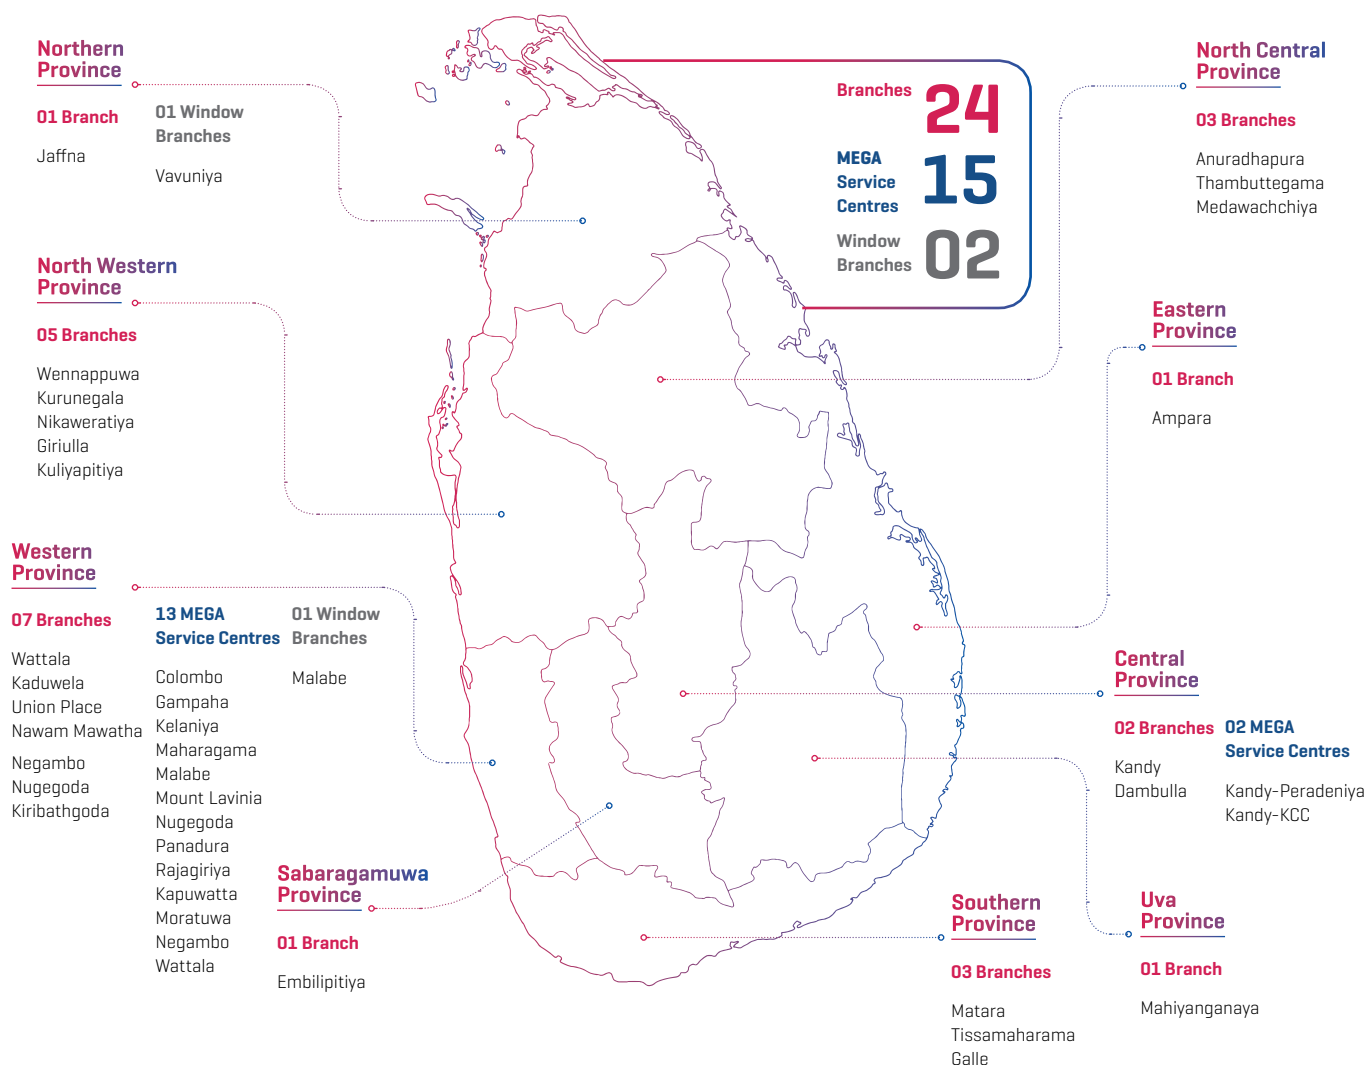 Northern
Province
01 Branch
Jaffna
01 Window
Branches
Vavuniya
Branches
24
MEGA
Service
Centres
15
Window
Branches
02
North Central
Province
03 Branches
Anuradhapura
Thambuttegama
Medawachchiya
North Western
Province
05 Branches
Wennappuwa
Kurunegala
Nikaweratiya
Giriulla
Kuliyapitiya
Eastern
Province
01 Branch
Ampara
Western
Province
07 Branches
Wattala
Kaduwela
Union Place
Nawam Mawatha
Negambo
Nugegoda
Kiribathgoda
13 MEGA
Service Centres
Colombo
Gampaha
Kelaniya
Maharagama
Malabe
Mount Lavinia
Nugegoda
Panadura
Rajagiriya
Kapuwatta
Moratuwa
Negambo
Wattala
01 Window
Branches
Malabe
Central
Province
02 Branches
Kandy
Dambulla
02 MEGA
Service Centres
Kandy-Peradeniya
Kandy-KCC
Sabaragamuwa
Province
01 Branch
Embilipitiya
Southern
Province
03 Branches
Matara
Tissamaharama
Galle
Uva
Province
01 Branch
Mahiyanganaya